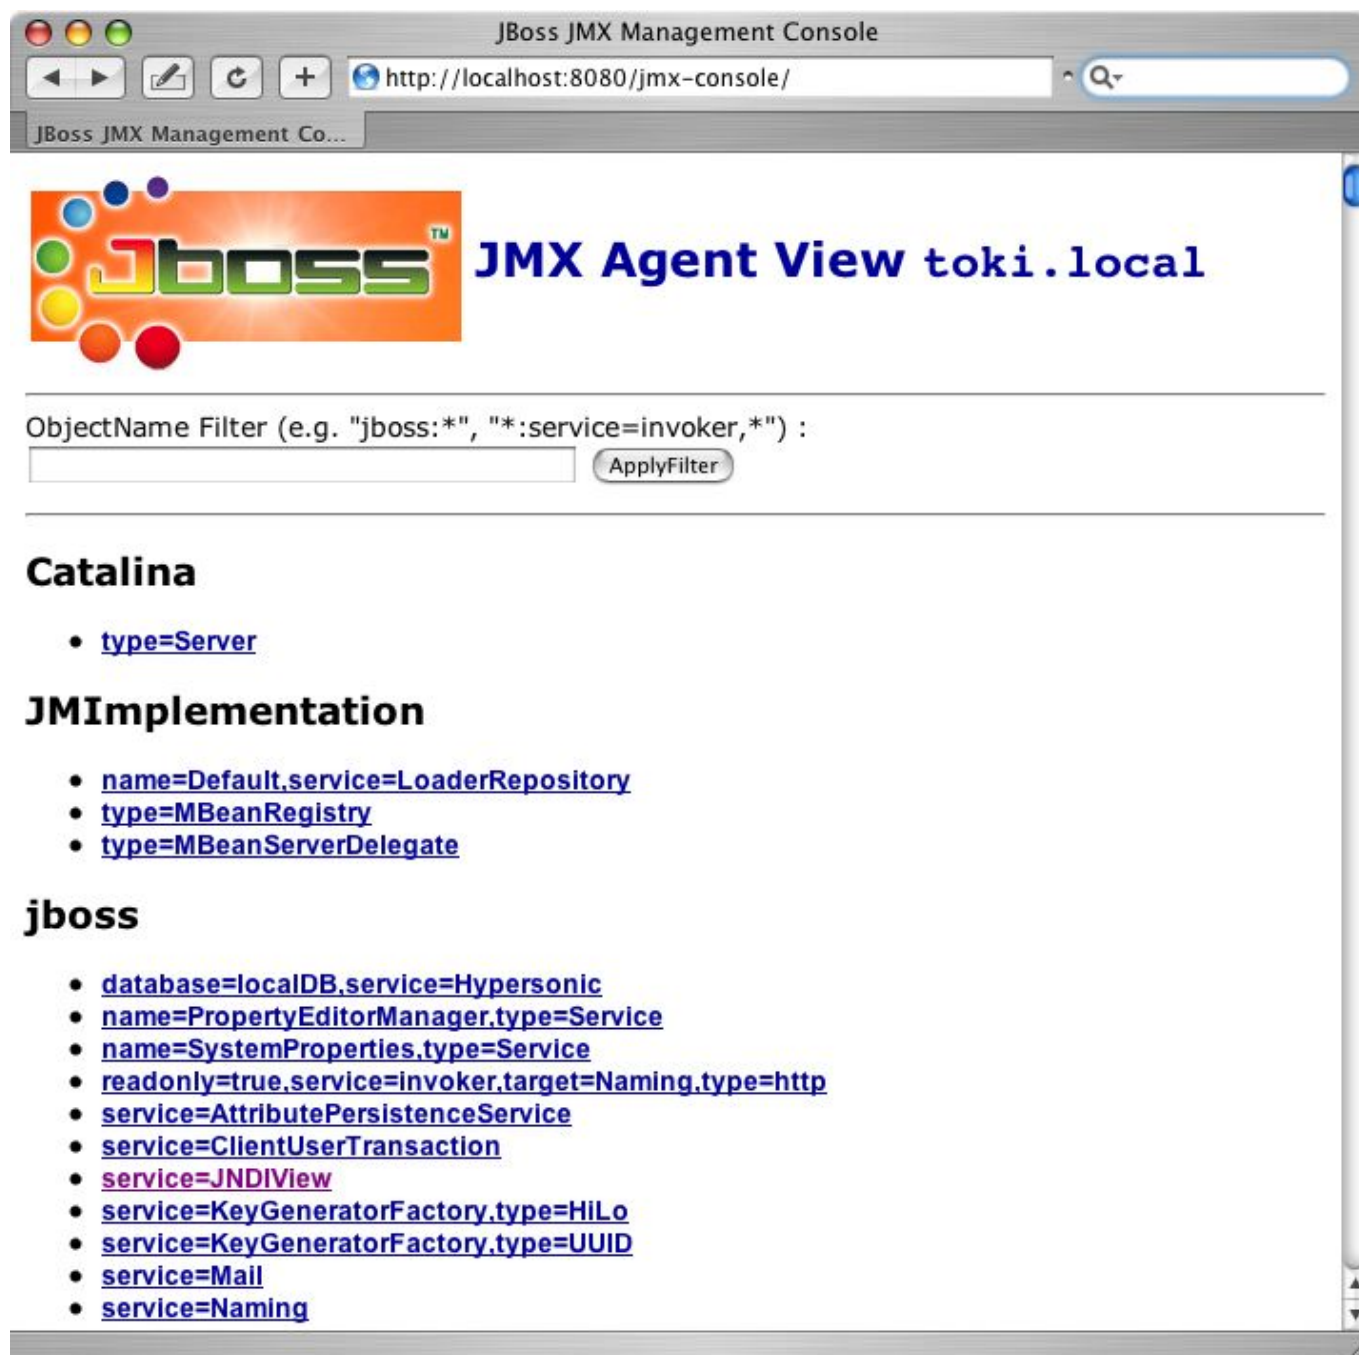 JBoss JMX Management Console
http://localhost:8080/jmx-console/
JBoss JMX Management Co...
Jboss TM
JMX Agent View toki.local
ObjectName Filter (e.g. "jboss:*", "*:service=invoker,*") :
ApplyFilter
Catalina
type=Server
JMImplementation
name=Default,service=LoaderRepository
type=MBeanRegistry
type=MBeanServerDelegate
jboss
database=localDB,service=Hypersonic
name=PropertyEditorManager,type=Service
name=SystemProperties,type=Service
readonly=true,service=invoker,target=Naming,type=http
service=AttributePersistenceService
service=ClientUserTransaction
service=JNDIView
service=KeyGeneratorFactory,type=HiLo
service=KeyGeneratorFactory,type=UUID
service=Mail
service=Naming